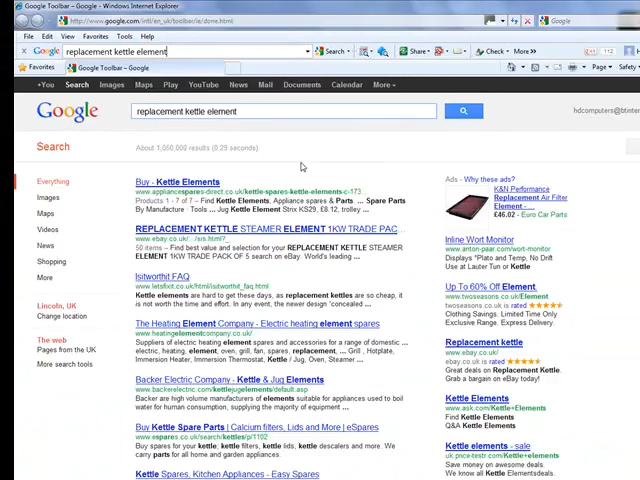 Google Toolbar - Google - Windows Internet Explorer
http://www.google.com/intl/en_uk/toolbar/ie/done.html
Google
File Edit View Favorites Tools Help
Google replacement kettle element Search Share Check More
Favorites Google Toolbar - Google Page Safety
+You Search Images Maps Play YouTube News Mail Documents Calendar More
Google replacement kettle element hdcomputers@btinter
Search About 1,050,000 results (0.29 seconds)
Everything
Images
Maps
Videos
News
Shopping
More
Lincoln, UK
Change location
The web
Pages from the UK
More search tools
Buy - Kettle Elements
www.appliancespares-direct.co.uk/kettle-spares-kettle-elements-c-173...
Products 1 - 7 of 7 – Find Kettle Elements, Appliance spares & Parts ... Spare Parts
By Manufacture · Tools ... Jug Kettle Element Strix KS29, £8.12, trolley ...
REPLACEMENT KETTLE STEAMER ELEMENT 1KW TRADE PAC...
www.ebay.co.uk/.../sis.html?_
50 items – Find best value and selection for your REPLACEMENT KETTLE STEAMER
ELEMENT 1KW TRADE PACK OF 5 search on eBay. World's leading ...
Isitworthit FAQ
www.letsfixit.co.uk/html/isitworthit_faq.html
Kettle elements are hard to get these days, as replacement kettles are so cheap, it
is not worth the time and effort. In any event, the newer design "concealed ...
The Heating Element Company - Electric heating element spares
www.heatingelementcompany.co.uk/
Suppliers of electric heating element spares and accessories for a range of domestic ...
electric, heating, element, oven, grill, fan, spares, replacement, ... Grill , Hotplate,
Immersion Heater, Immersion Thermostat, Kettle / Jug, Oven, Steamer...
Backer Electric Company - Kettle & Jug Elements
www.backerelectric.com/kettlejugelements/default.asp
Backer are high volume manufacturers of elements suitable for appliances used to boil
water for human consumption, supplying the majority of equipment ...
Buy Kettle Spare Parts | Calcium filters, Lids and More | eSpares
www.espares.co.uk/search/kettles/p/1102
Buy spares for your kettle; kettle filters, kettle lids, kettle descalers and more. We
carry parts for all home and garden appliances.
Kettle Spares, Kitchen Appliances - Easy Spares
Ads - Why these ads?
K&N Performance
Replacement Air Filter
Element - ...
£46.02 - Euro Car Parts
Inline Wort Monitor
www.anton-paar.com/wort-monitor
Displays °Plato and Temp, No Drift
Use at Lauter Tun or Kettle
Up To 60% Off Element
www.twoseasons.co.uk/Element
twoseasons.co.uk is rated
Clothing Savings. Limited Time Only
Exclusive Range. Express Delivery.
Replacement kettle
www.ebay.co.uk/
ebay.co.uk is rated
Great deals on Replacement kettle.
Grab a bargain on eBay today!
Kettle Elements
www.ask.com/Kettle+Elements
Find Kettle Elements
Q&A Kettle Elements
Kettle elements - sale
uk.price-testr.com/Kettle+elements
Save money on awesome deals.
We know all Kettle Elementsdeals.